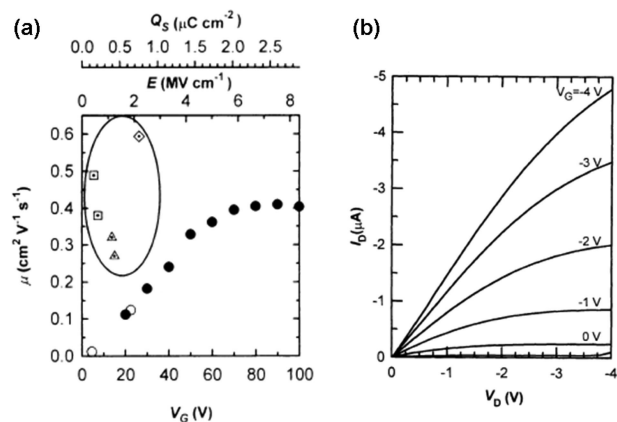 (a)
Q_S (μC cm⁻²)
0.0 0.5 1.0 1.5 2.0 2.5
E (MV cm⁻¹)
0 2 4 6 8
0.6
0.5
0.4
0.3
0.2
0.1
0.0
μ (cm² V⁻¹ s⁻¹)
0 20 40 60 80 100
V_G (V)
(b)
-5
-4
-3
-2
-1
0
I_D(μA)
V_G=-4 V
-3 V
-2 V
-1 V
0 V
0 -1 -2 -3 -4
V_D (V)